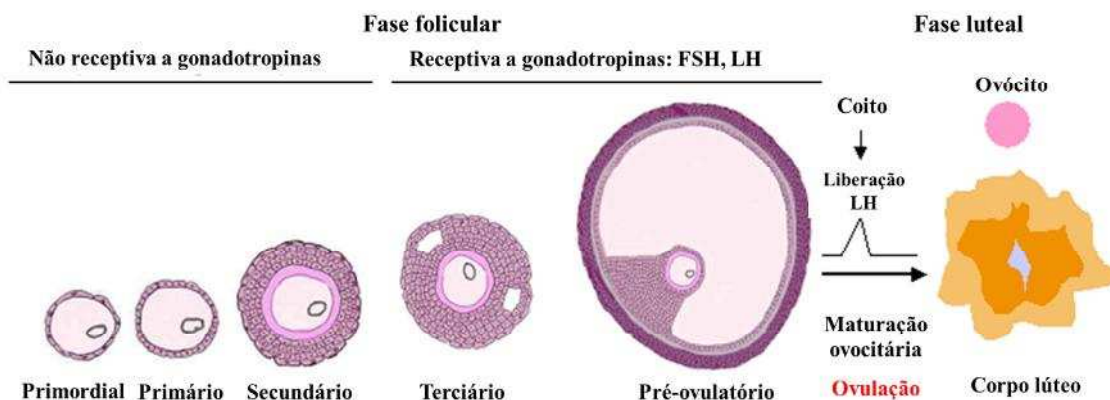 Fase folicular
Fase luteal
Não receptiva a gonadotropinas
Receptiva a gonadotropinas: FSH, LH
Coito
Liberação
LH
Ovócito
Maturação
ovocitária
Ovulação
Primordial
Primário
Secundário
Terciário
Pré-ovulatório
Corpo lúteo